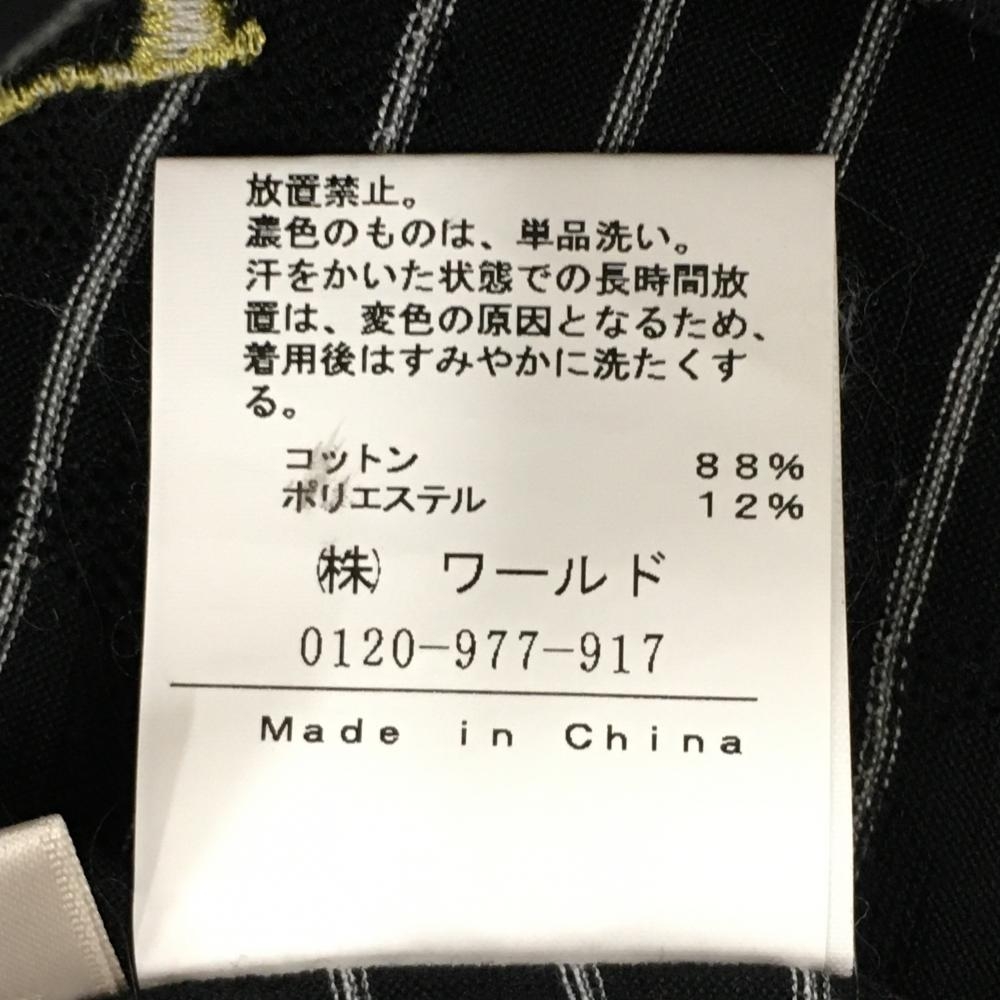 放置禁止。
濃色のものは、単品洗い。
汗をかいた状態での長時間放
置は、変色の原因となるため、
着用後はすみやかに洗たくす
る。
コットン 88%
ポリエステル 12%
㈱ ワールド
0120-977-917
Made in China